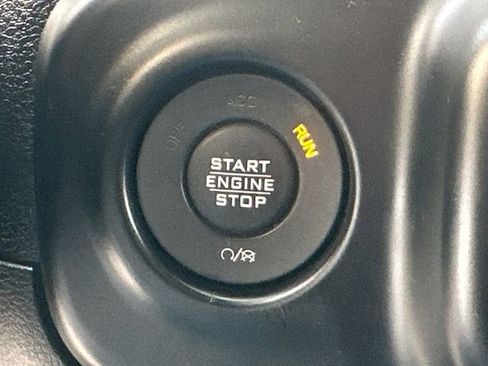 OFF
ACC
RUN
START
ENGINE
STOP